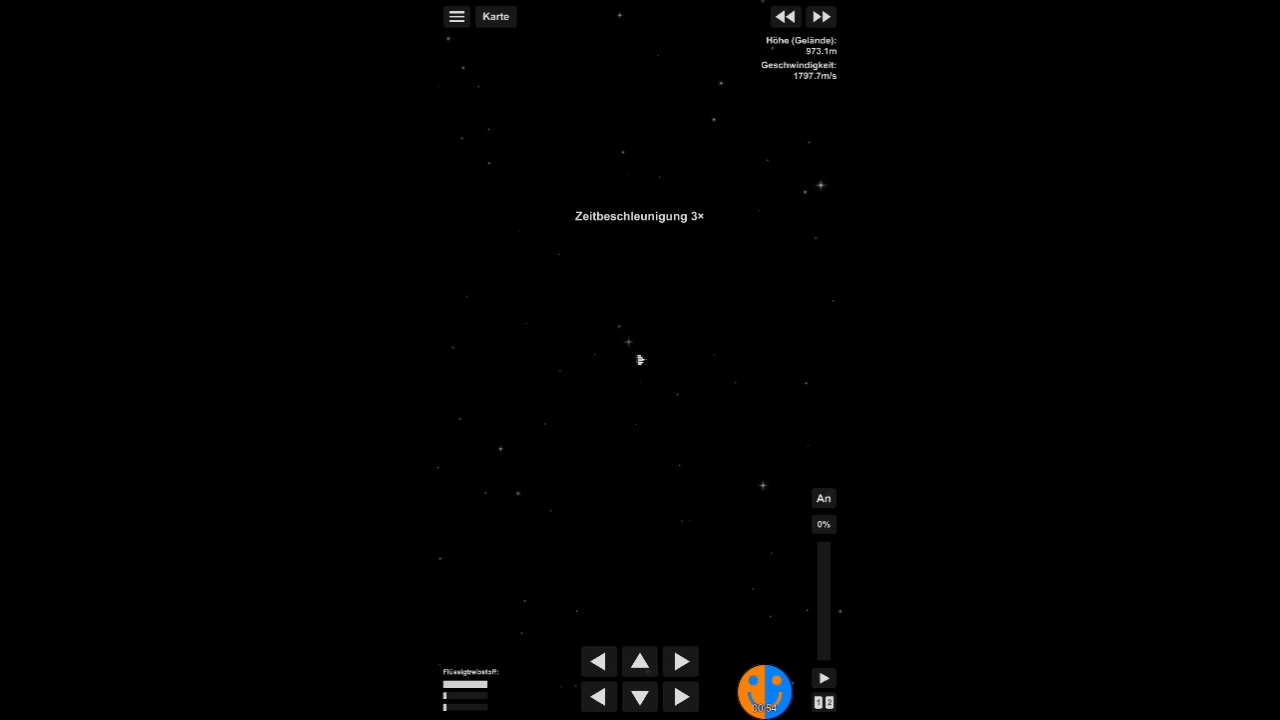 Karte
Höhe (Gelände):
973.1m
Geschwindigkeit:
1797.7m/s
Zeitbeschleunigung 3×
An
0%
Flüssigtreibstoff:
00:54
1 2